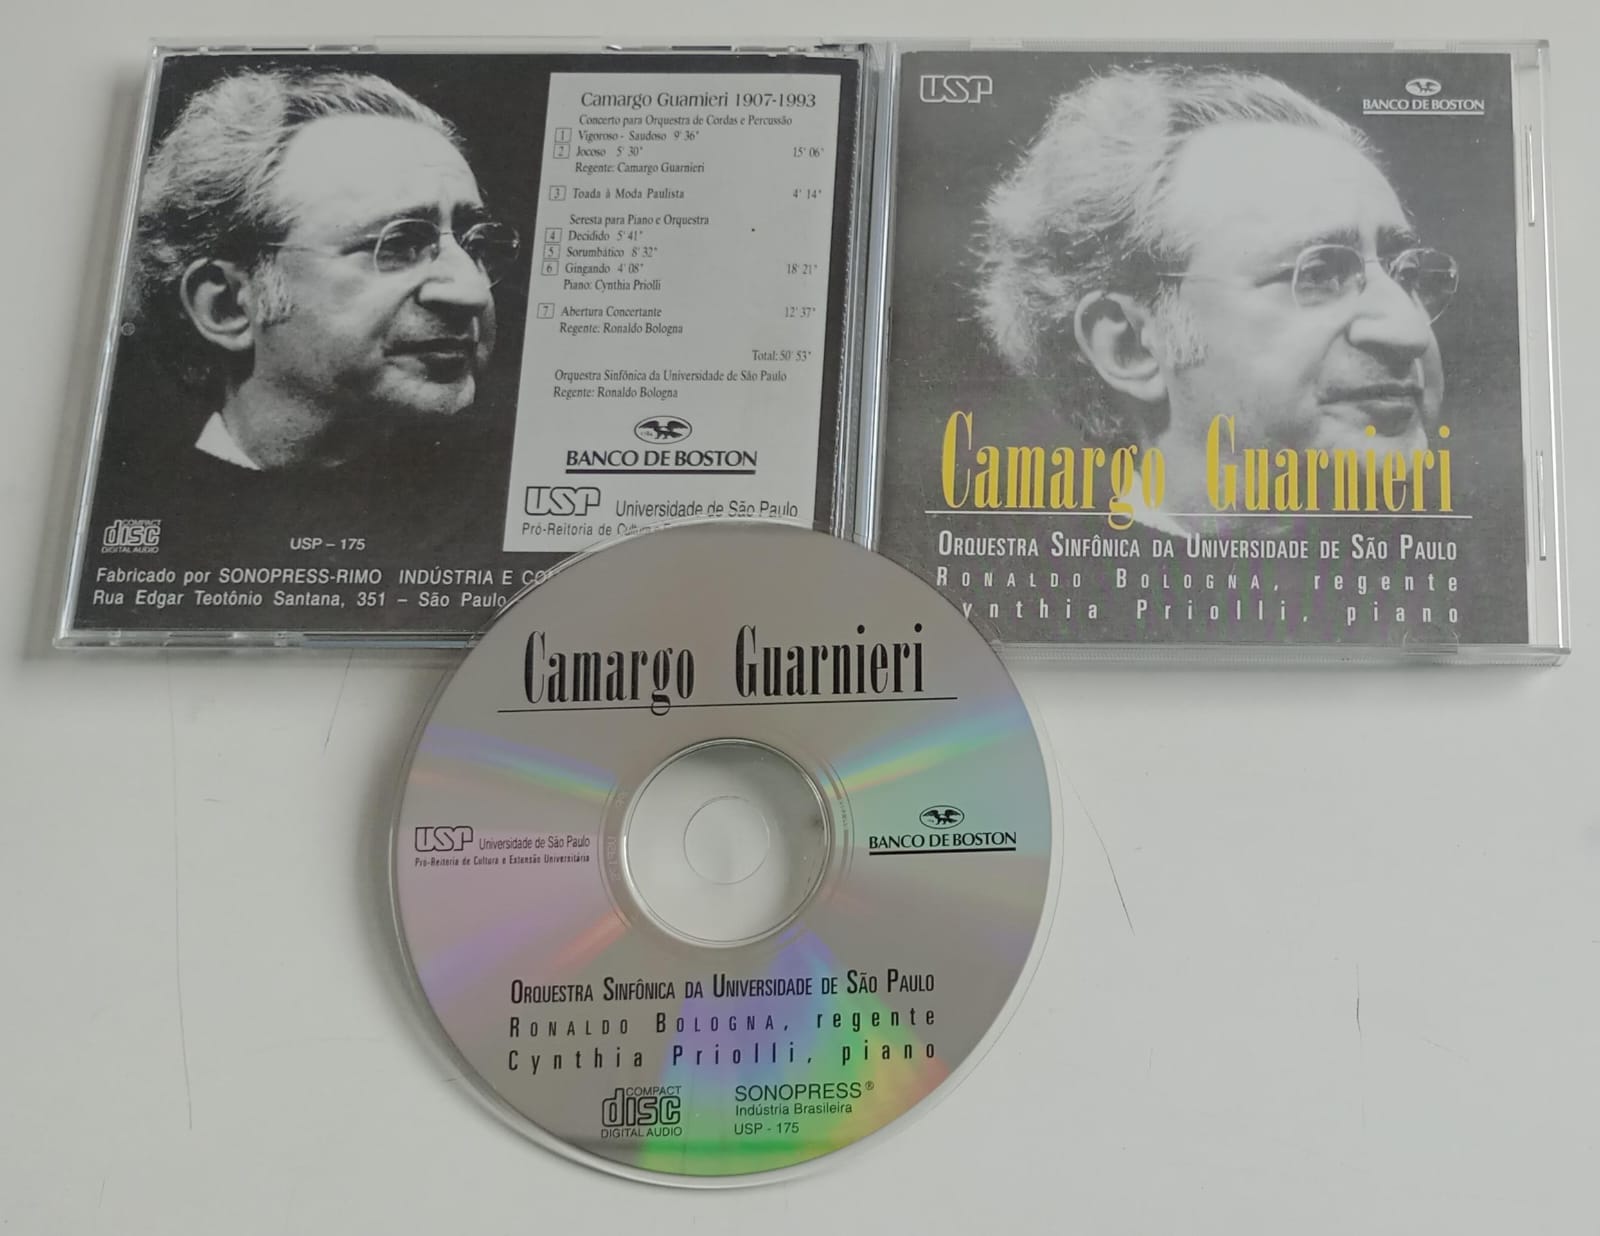 Camargo Guarnieri 1907-1993
Concerto para Orquestra de Cordas e Percussão
1 Vigoroso - Saudoso 9' 36"
2 Jocoso 5' 30" 15' 06"
Regente: Camargo Guarnieri
3 Toada à Moda Paulista 4' 14"
Seresta para Piano e Orquestra
4 Decidido 5' 41"
5 Sorumbático 8' 32"
6 Gingando 4' 08" 18' 21"
Piano: Cynthia Priolli
7 Abertura Concertante 12' 37"
Regente: Ronaldo Bologna
Total: 50' 53"
Orquestra Sinfônica da Universidade de São Paulo
Regente: Ronaldo Bologna
BANCO DE BOSTON
USP Universidade de São Paulo
Pró-Reitoria de
COMPACT
disc
DIGITAL AUDIO
USP – 175
Fabricado por SONOPRESS-RIMO INDÚSTRIA E
Rua Edgar Teotônio Santana, 351 – São Paulo
USP
BANCO DE BOSTON
Camargo Guarnieri
ORQUESTRA SINFÔNICA DA UNIVERSIDADE DE SÃO PAULO
RONALDO BOLOGNA, regente
ynthia Priolli, piano
Camargo Guarnieri
USP Universidade de São Paulo
Pró-Reitoria de Cultura e Extensão Universitária
BANCO DE BOSTON
ORQUESTRA SINFÔNICA DA UNIVERSIDADE DE SÃO PAULO
RONALDO BOLOGNA, regente
Cynthia Priolli, piano
COMPACT
disc
DIGITAL AUDIO
SONOPRESS®
Indústria Brasileira
USP - 175